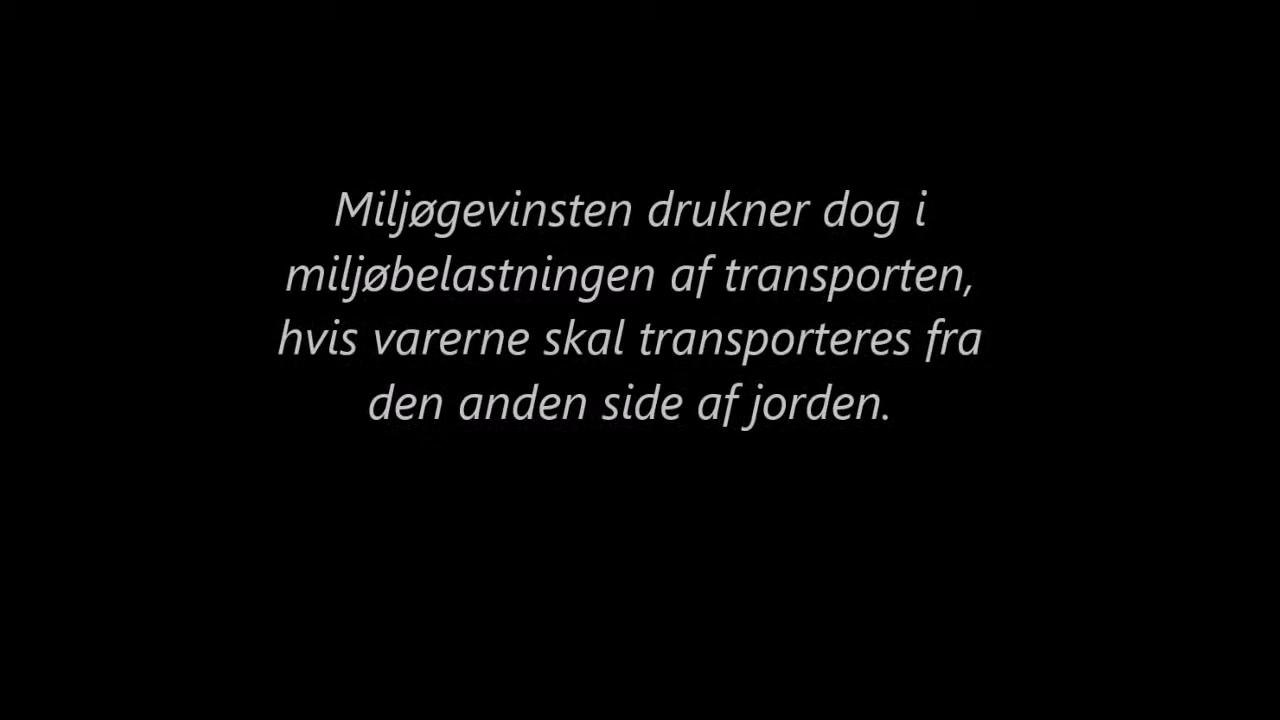 Miljøgevinsten drukner dog i
miljøbelastningen af transporten,
hvis varerne skal transporteres fra
den anden side af jorden.